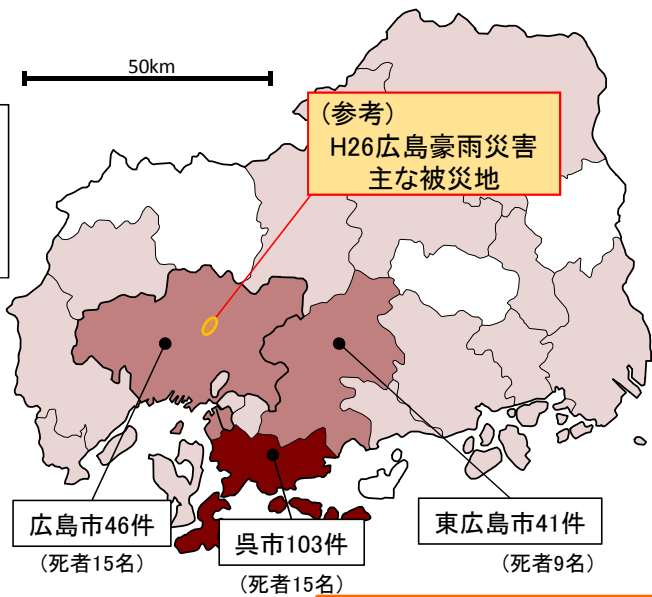 50km
(参考)
H26広島豪雨災害
主な被災地
広島市46件
(死者15名)
呉市103件
(死者15名)
東広島市41件
(死者9名)